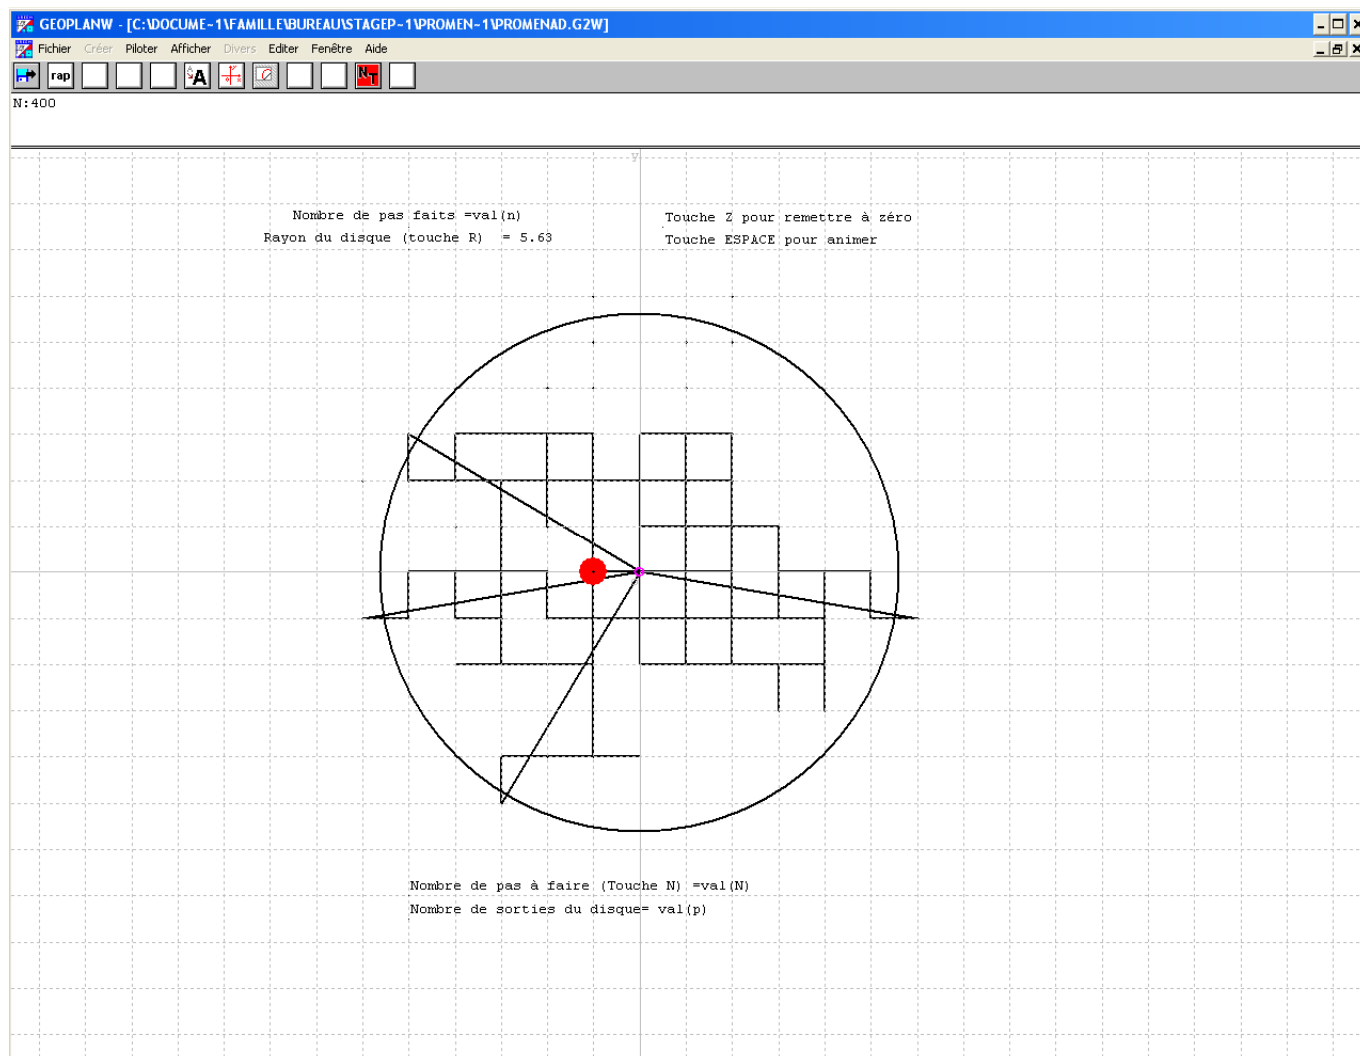 GEOPLANW - [C:\DOCUME~1\FAMILLE\BUREAU\STAGEP~1\PROMEN~1\PROMENAD.G2W]
Fichier Créer Piloter Afficher Divers Editer Fenêtre Aide
rap A NT
N:400
y
Nombre de pas faits =val(n)
Touche Z pour remettre à zéro
Rayon du disque (touche R) = 5.63
Touche ESPACE pour animer
Nombre de pas à faire (Touche N) =val(N)
Nombre de sorties du disque= val(p)